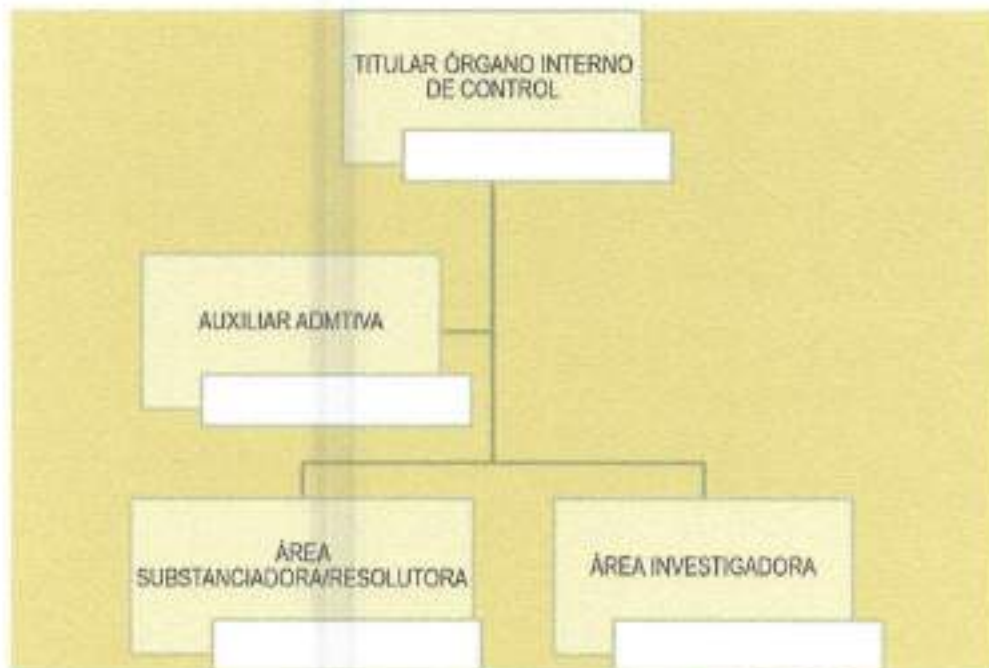 TITULAR ÓRGANO INTERNO
DE CONTROL
AUXILIAR ADMTIVA
ÁREA
SUBSTANCIADORA/RESOLUTORA
ÁREA INVESTIGADORA